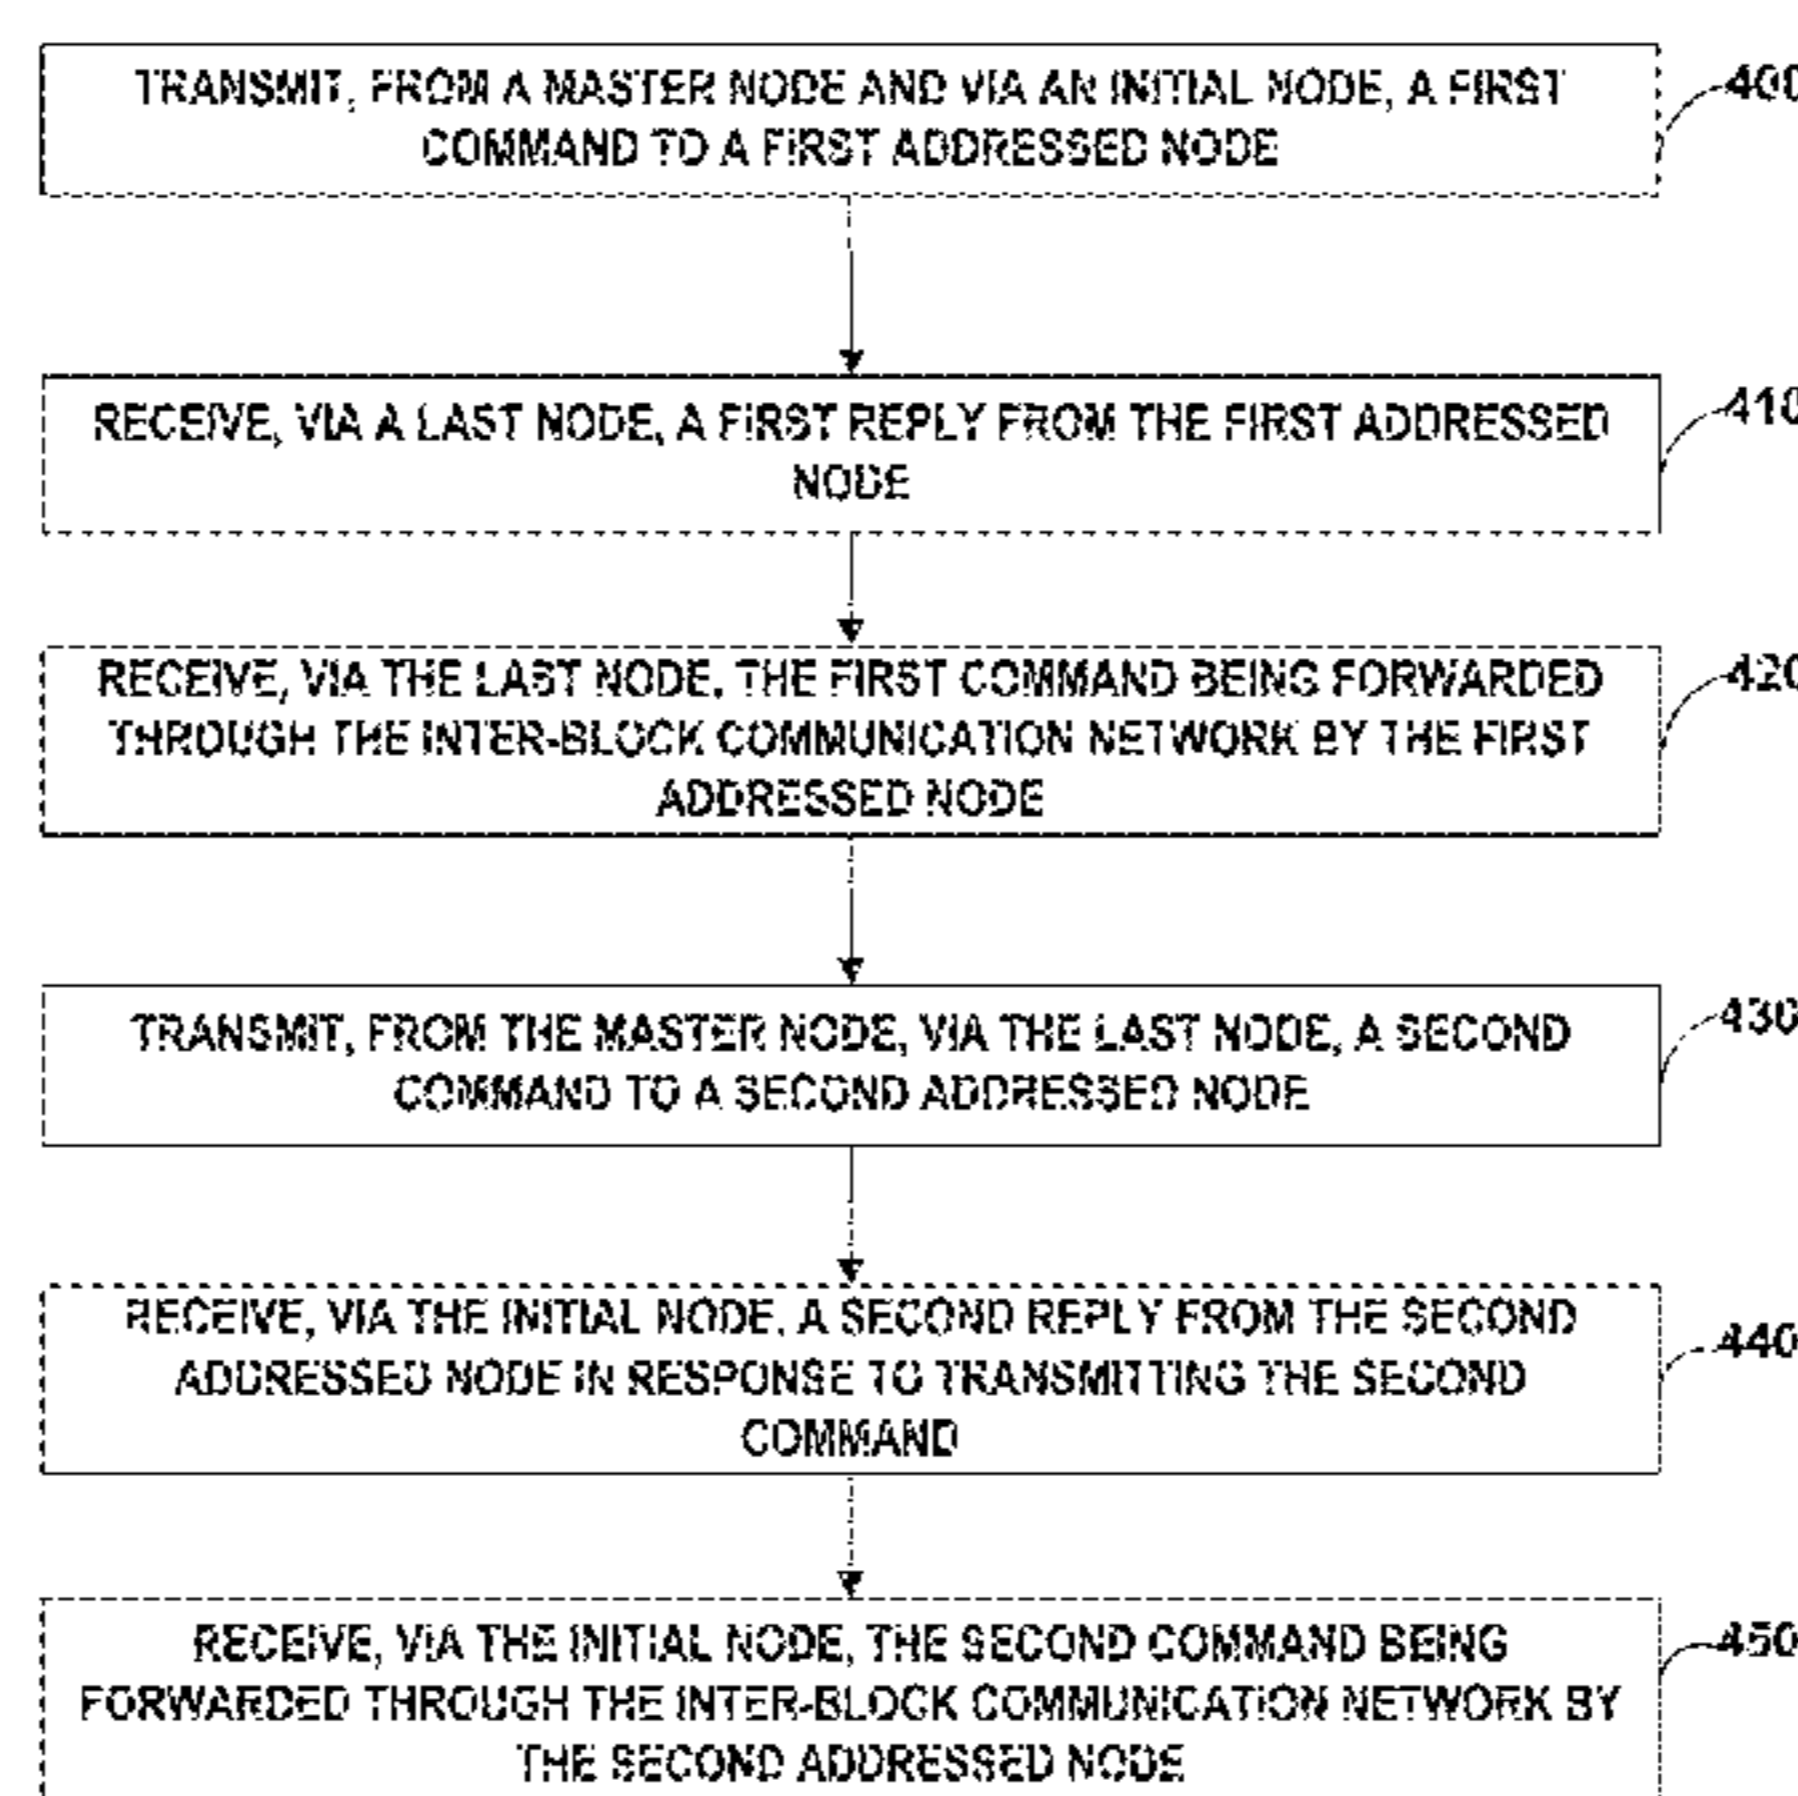 TRANSMIT, FROM A MASTER NODE AND VIA AN INITIAL NODE, A FIRST
COMMAND TO A FIRST ADDRESSED NODE
400
RECEIVE, VIA A LAST NODE, A FIRST REPLY FROM THE FIRST ADDRESSED
NODE
410
RECEIVE, VIA THE LAST NODE, THE FIRST COMMAND BEING FORWARDED
THROUGH THE INTER-BLOCK COMMUNICATION NETWORK BY THE FIRST
ADDRESSED NODE
420
TRANSMIT, FROM THE MASTER NODE, VIA THE LAST NODE, A SECOND
COMMAND TO A SECOND ADDRESSED NODE
430
RECEIVE, VIA THE INITIAL NODE, A SECOND REPLY FROM THE SECOND
ADDRESSED NODE IN RESPONSE TO TRANSMITTING THE SECOND
COMMAND
440
RECEIVE, VIA THE INITIAL NODE, THE SECOND COMMAND BEING
FORWARDED THROUGH THE INTER-BLOCK COMMUNICATION NETWORK BY
THE SECOND ADDRESSED NODE
450